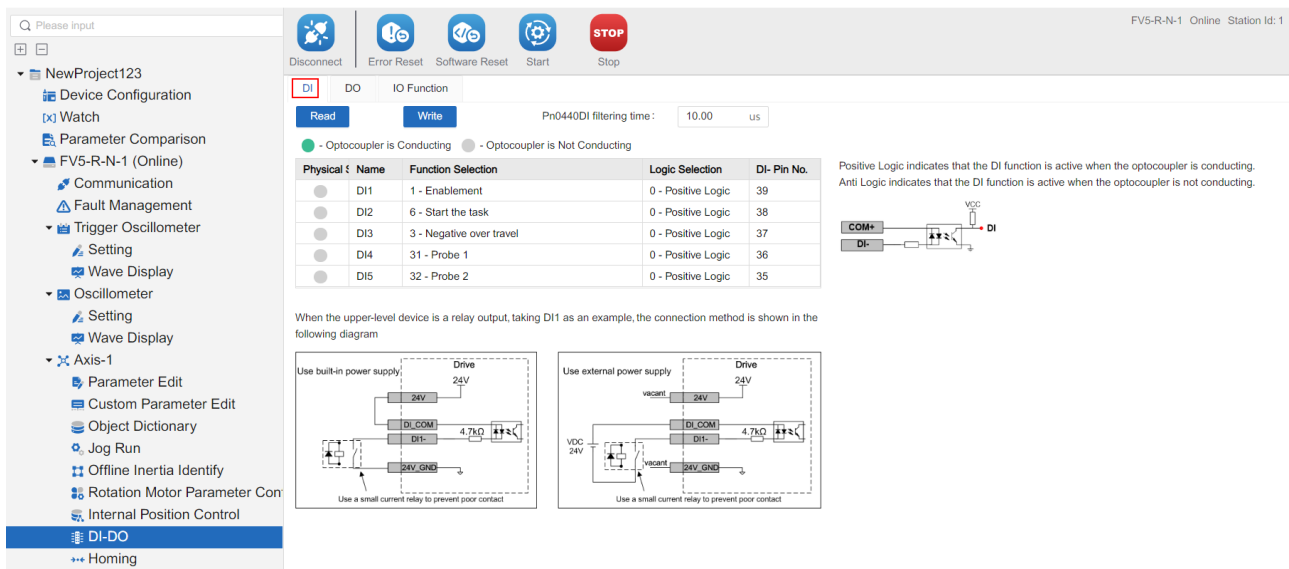 Please input
FV5-R-N-1 Online Station Id: 1
STOP
Disconnect Error Reset Software Reset Start Stop
NewProject123
Device Configuration
[x] Watch
Parameter Comparison
FV5-R-N-1 (Online)
Communication
Fault Management
Trigger Oscillometer
Setting
Wave Display
Oscillometer
Setting
Wave Display
Axis-1
Parameter Edit
Custom Parameter Edit
Object Dictionary
Jog Run
Offline Inertia Identify
Rotation Motor Parameter Con
Internal Position Control
DI-DO
Homing
DI DO IO Function
Read Write Pn0440DI filtering time: 10.00 us
- Optocoupler is Conducting - Optocoupler is Not Conducting
Physical S Name Function Selection Logic Selection DI- Pin No.
DI1 1 - Enablement 0 - Positive Logic 39
DI2 6 - Start the task 0 - Positive Logic 38
DI3 3 - Negative over travel 0 - Positive Logic 37
DI4 31 - Probe 1 0 - Positive Logic 36
DI5 32 - Probe 2 0 - Positive Logic 35
Positive Logic indicates that the DI function is active when the optocoupler is conducting.
Anti Logic indicates that the DI function is active when the optocoupler is not conducting.
VCC
COM+
DI
DI-
When the upper-level device is a relay output, taking DI1 as an example, the connection method is shown in the
following diagram
Use built-in power supply
Drive
24V
24V
DI_COM
4.7kΩ
DI1-
24V_GND
Use a small current relay to prevent poor contact
Use external power supply
Drive
24V
vacant
24V
DI_COM
4.7kΩ
DI1-
VDC
24V
vacant
24V_GND
Use a small current relay to prevent poor contact